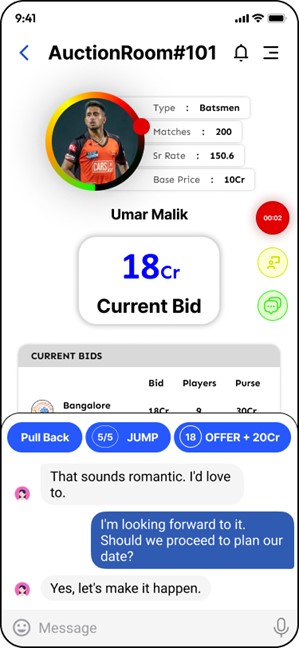 9:41
AuctionRoom#101
Type : Batsmen
Matches : 200
Sr Rate : 150.6
Base Price : 10Cr
CARS24
Umar Malik
00:02
18Cr
Current Bid
CURRENT BIDS
Bid Players Purse
Bangalore
18Cr 9 30Cr
Pull Back
5/5 JUMP
18 OFFER + 20Cr
That sounds romantic. I'd love
to.
I'm looking forward to it.
Should we proceed to plan our
date?
Yes, let's make it happen.
Message